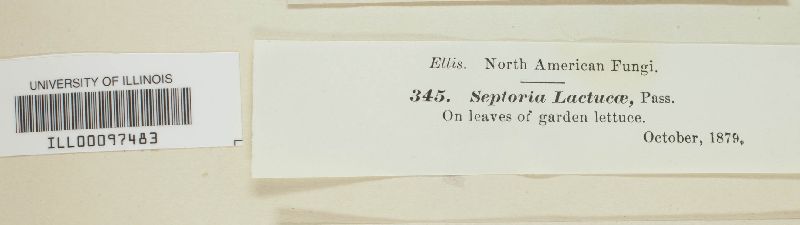 UNIVERSITY OF ILLINOIS
ILL00097483
Ellis. North American Fungi.
345. Septoria Lactucæ, Pass.
On leaves of garden lettuce.
October, 1879.